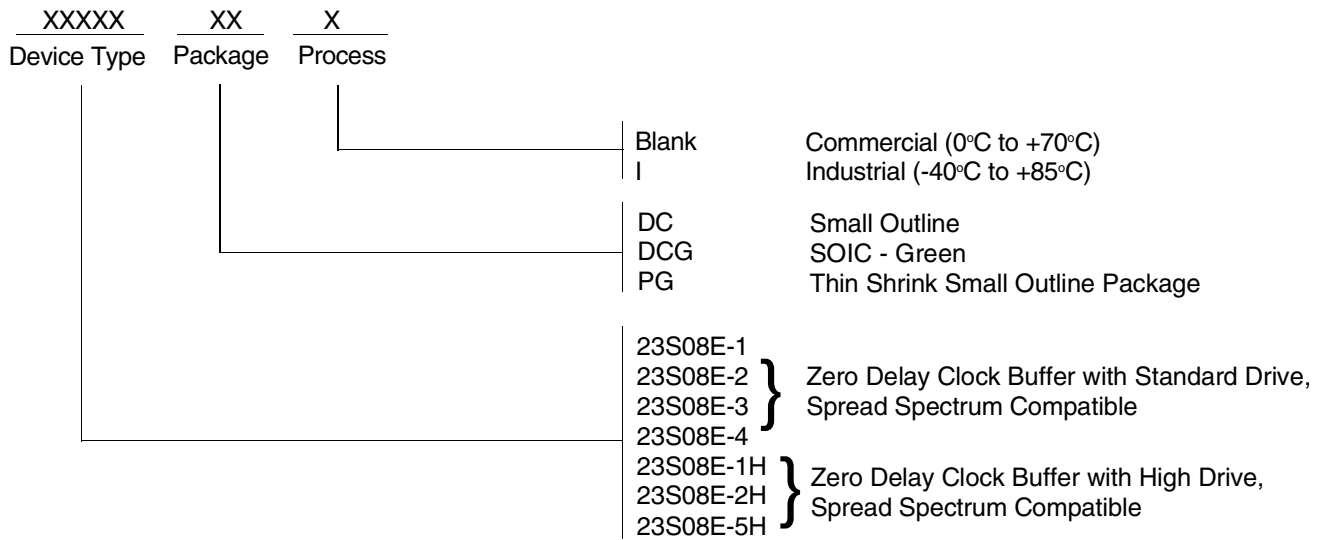 XXXXX XX X
Device Type Package Process
Blank Commercial (0°C to +70°C)
I Industrial (-40°C to +85°C)
DC Small Outline
DCG SOIC - Green
PG Thin Shrink Small Outline Package
23S08E-1
23S08E-2 } Zero Delay Clock Buffer with Standard Drive,
23S08E-3 Spread Spectrum Compatible
23S08E-4
23S08E-1H } Zero Delay Clock Buffer with High Drive,
23S08E-2H Spread Spectrum Compatible
23S08E-5H